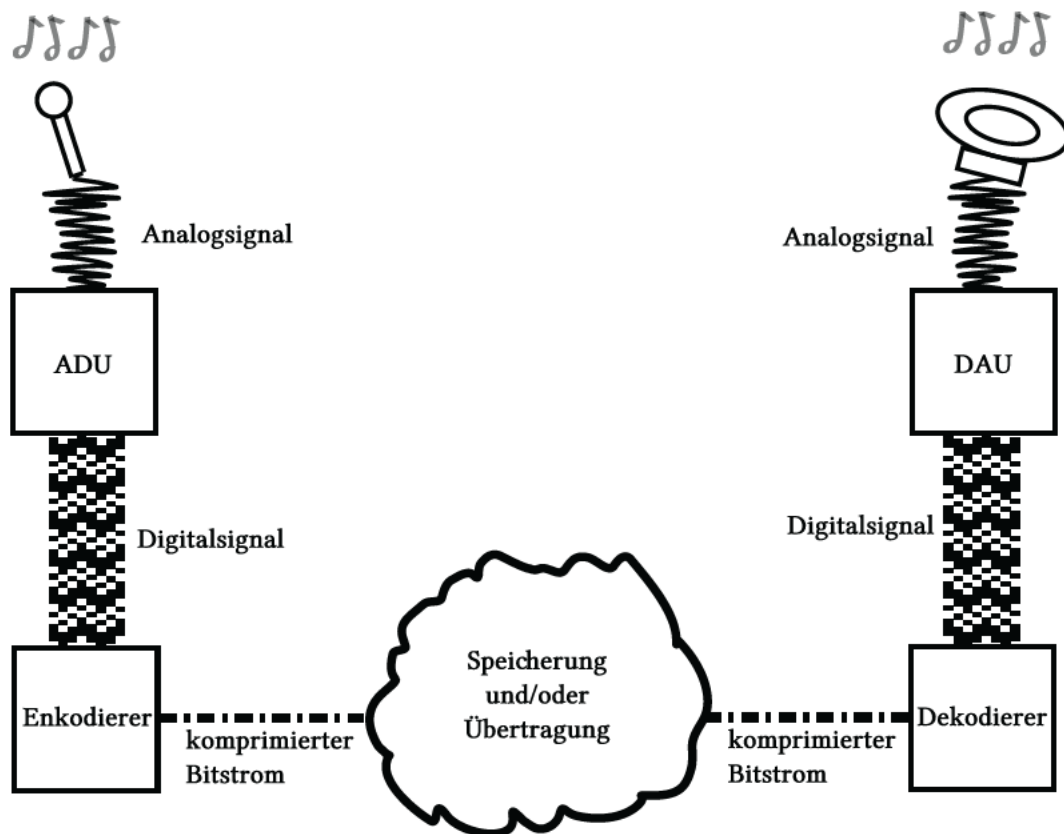 Analogsignal
Analogsignal
ADU
DAU
Digitalsignal
Digitalsignal
Speicherung
und/oder
Übertragung
Enkodierer
Dekodierer
komprimierter
Bitstrom
komprimierter
Bitstrom